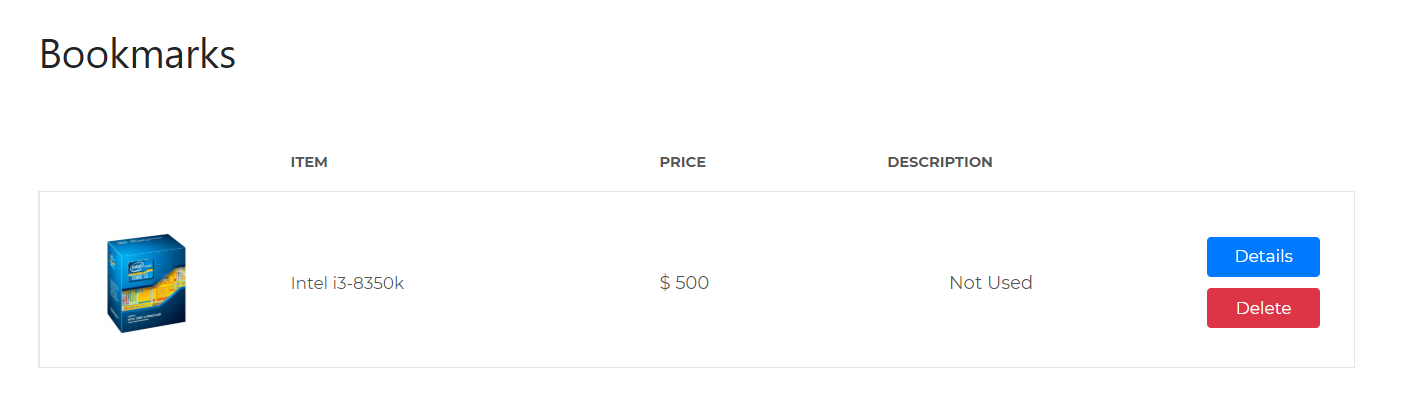 Bookmarks
ITEM PRICE DESCRIPTION
Intel i3-8350k $ 500 Not Used
Details
Delete